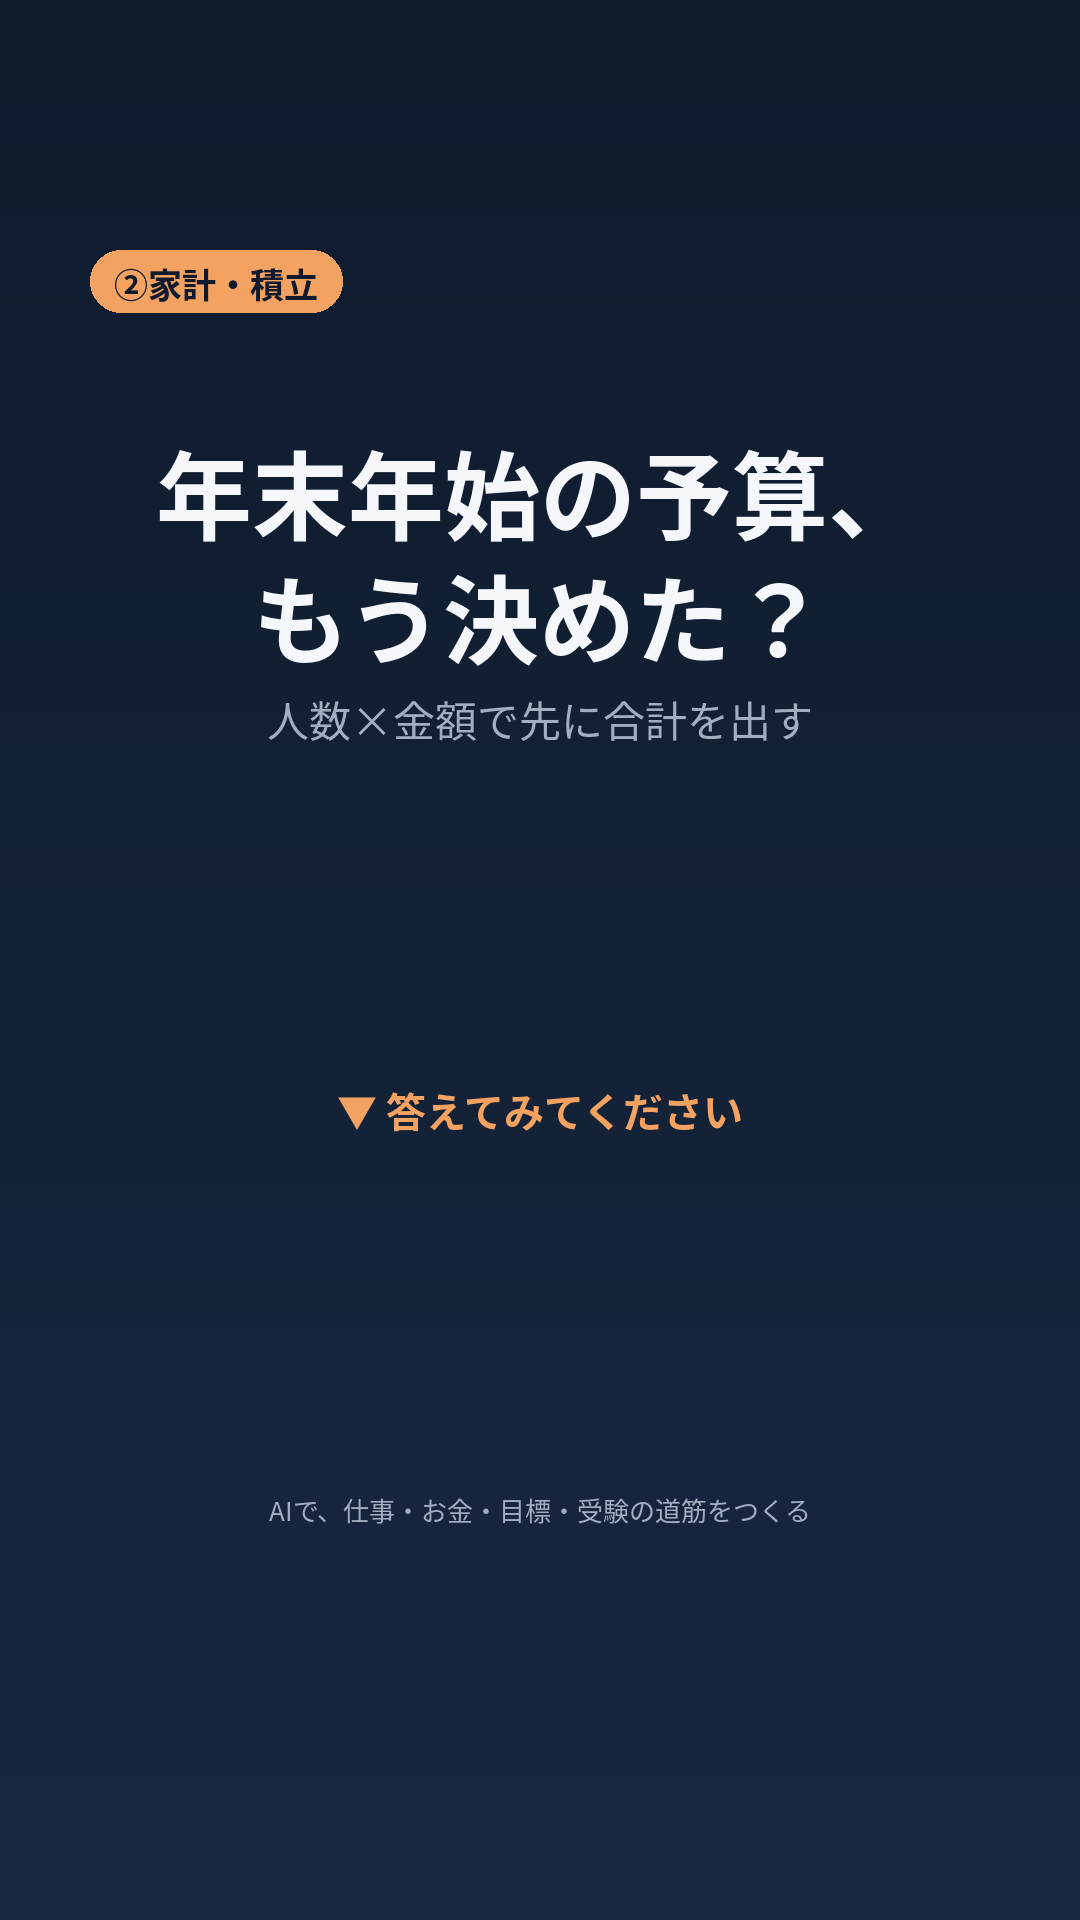 ②家計・積立
年末年始の予算、
もう決めた？
人数×金額で先に合計を出す
▼ 答えてみてください
AIで、仕事・お金・目標・受験の道筋をつくる